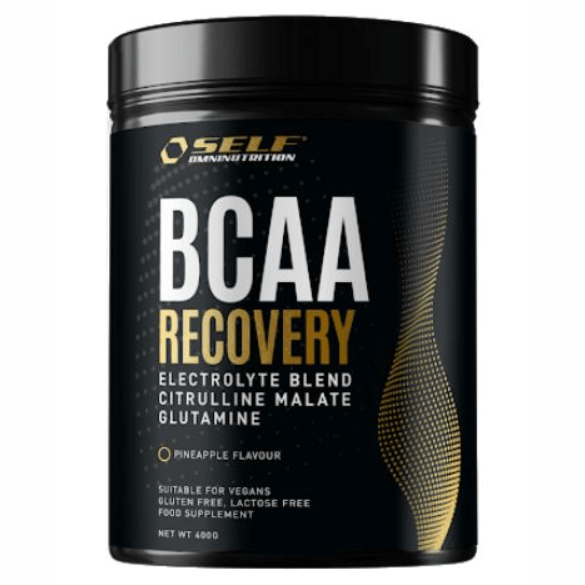 SELF®
OMNINUTRITION
BCAA
RECOVERY
ELECTROLYTE BLEND
CITRULLINE MALATE
GLUTAMINE
PINEAPPLE FLAVOUR
SUITABLE FOR VEGANS
GLUTEN FREE, LACTOSE FREE
FOOD SUPPLEMENT
NET WT 400G